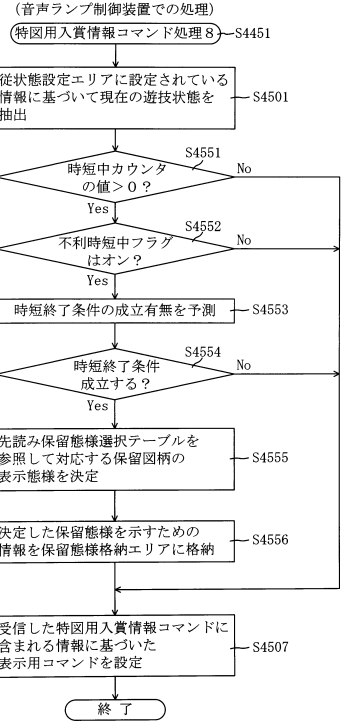 (音声ランプ制御装置での処理)
特図用入賞情報コマンド処理８
S4451
従状態設定エリアに設定されている
情報に基づいて現在の遊技状態を
抽出
S4501
時短中カウンタ
の値＞０？
S4551
No
Yes
不利時短中フラグ
はオン？
S4552
No
Yes
時短終了条件の成立有無を予測
S4553
時短終了条件
成立する？
S4554
No
Yes
先読み保留態様選択テーブルを
参照して対応する保留図柄の
表示態様を決定
S4555
決定した保留態様を示すための
情報を保留態様格納エリアに格納
S4556
受信した特図用入賞情報コマンドに
含まれる情報に基づいた
表示用コマンドを設定
S4507
終 了